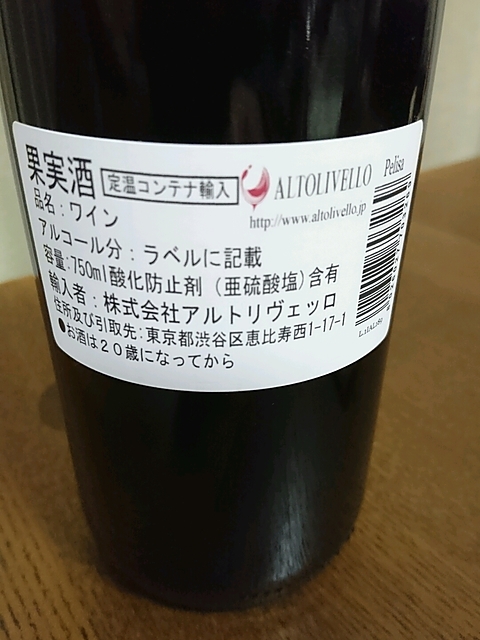 果実酒 定温コンテナ輸入 ALTOLIVELLO Pelisa
品名：ワイン http://www.altolivello.jp
アルコール分：ラベルに記載
容量：750ml 酸化防止剤（亜硫酸塩）含有
輸入者：株式会社アルトリヴェッロ
住所及び引取先：東京都渋谷区恵比寿西1-17-1
●お酒は20歳になってから